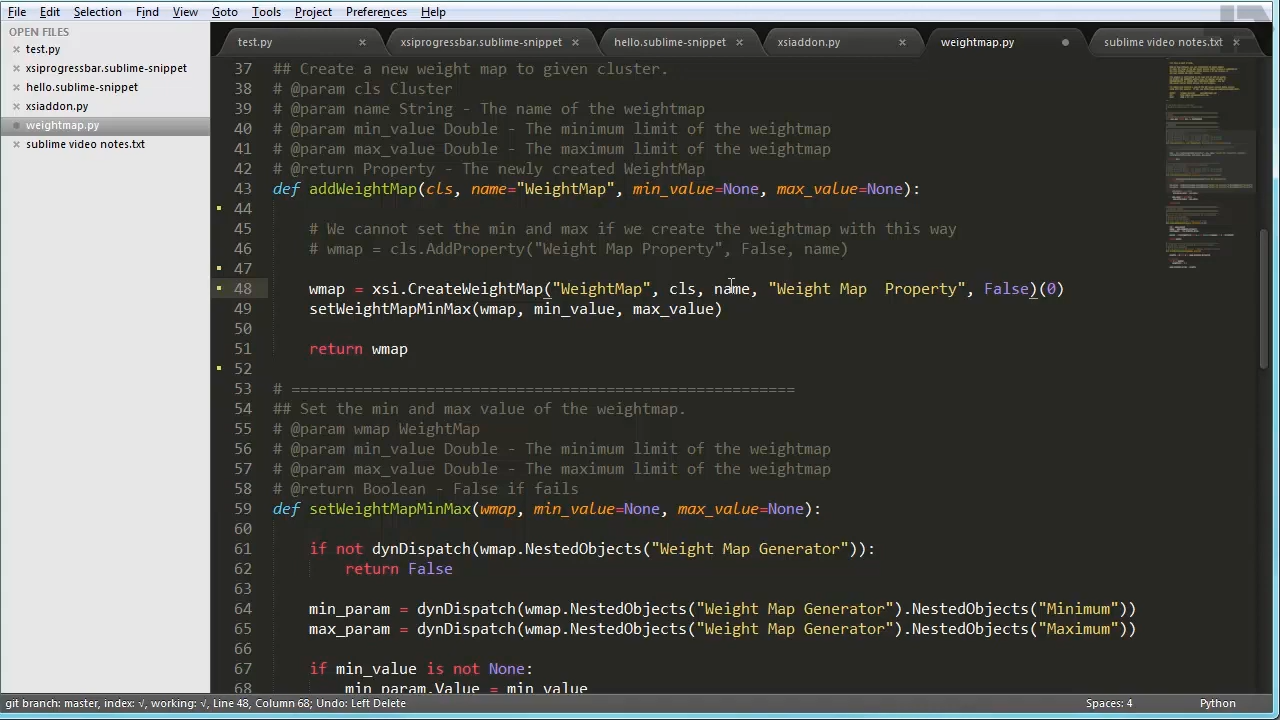 File Edit Selection Find View Goto Tools Project Preferences Help
OPEN FILES
test.py
xsiprogressbar.sublime-snippet
hello.sublime-snippet
xsiaddon.py
weightmap.py
sublime video notes.txt
test.py xsiprogressbar.sublime-snippet hello.sublime-snippet xsiaddon.py weightmap.py sublime video notes.txt
37 ## Create a new weight map to given cluster.
38 # @param cls Cluster
39 # @param name String - The name of the weightmap
40 # @param min_value Double - The minimum limit of the weightmap
41 # @param max_value Double - The maximum limit of the weightmap
42 # @return Property - The newly created WeightMap
43 def addWeightMap(cls, name="WeightMap", min_value=None, max_value=None):
44
45 # We cannot set the min and max if we create the weightmap with this way
46 # wmap = cls.AddProperty("Weight Map Property", False, name)
47
48 wmap = xsi.CreateWeightMap("WeightMap", cls, name, "Weight Map  Property", False)(0)
49 setWeightMapMinMax(wmap, min_value, max_value)
50
51 return wmap
52
53 # ========================================================
54 ## Set the min and max value of the weightmap.
55 # @param wmap WeightMap
56 # @param min_value Double - The minimum limit of the weightmap
57 # @param max_value Double - The maximum limit of the weightmap
58 # @return Boolean - False if fails
59 def setWeightMapMinMax(wmap, min_value=None, max_value=None):
60
61 if not dynDispatch(wmap.NestedObjects("Weight Map Generator")):
62 return False
63
64 min_param = dynDispatch(wmap.NestedObjects("Weight Map Generator").NestedObjects("Minimum"))
65 max_param = dynDispatch(wmap.NestedObjects("Weight Map Generator").NestedObjects("Maximum"))
66
67 if min_value is not None:
68 min_param.Value = min_value
git branch: master, index: √, working: √, Line 48, Column 68; Undo: Left Delete Spaces: 4 Python